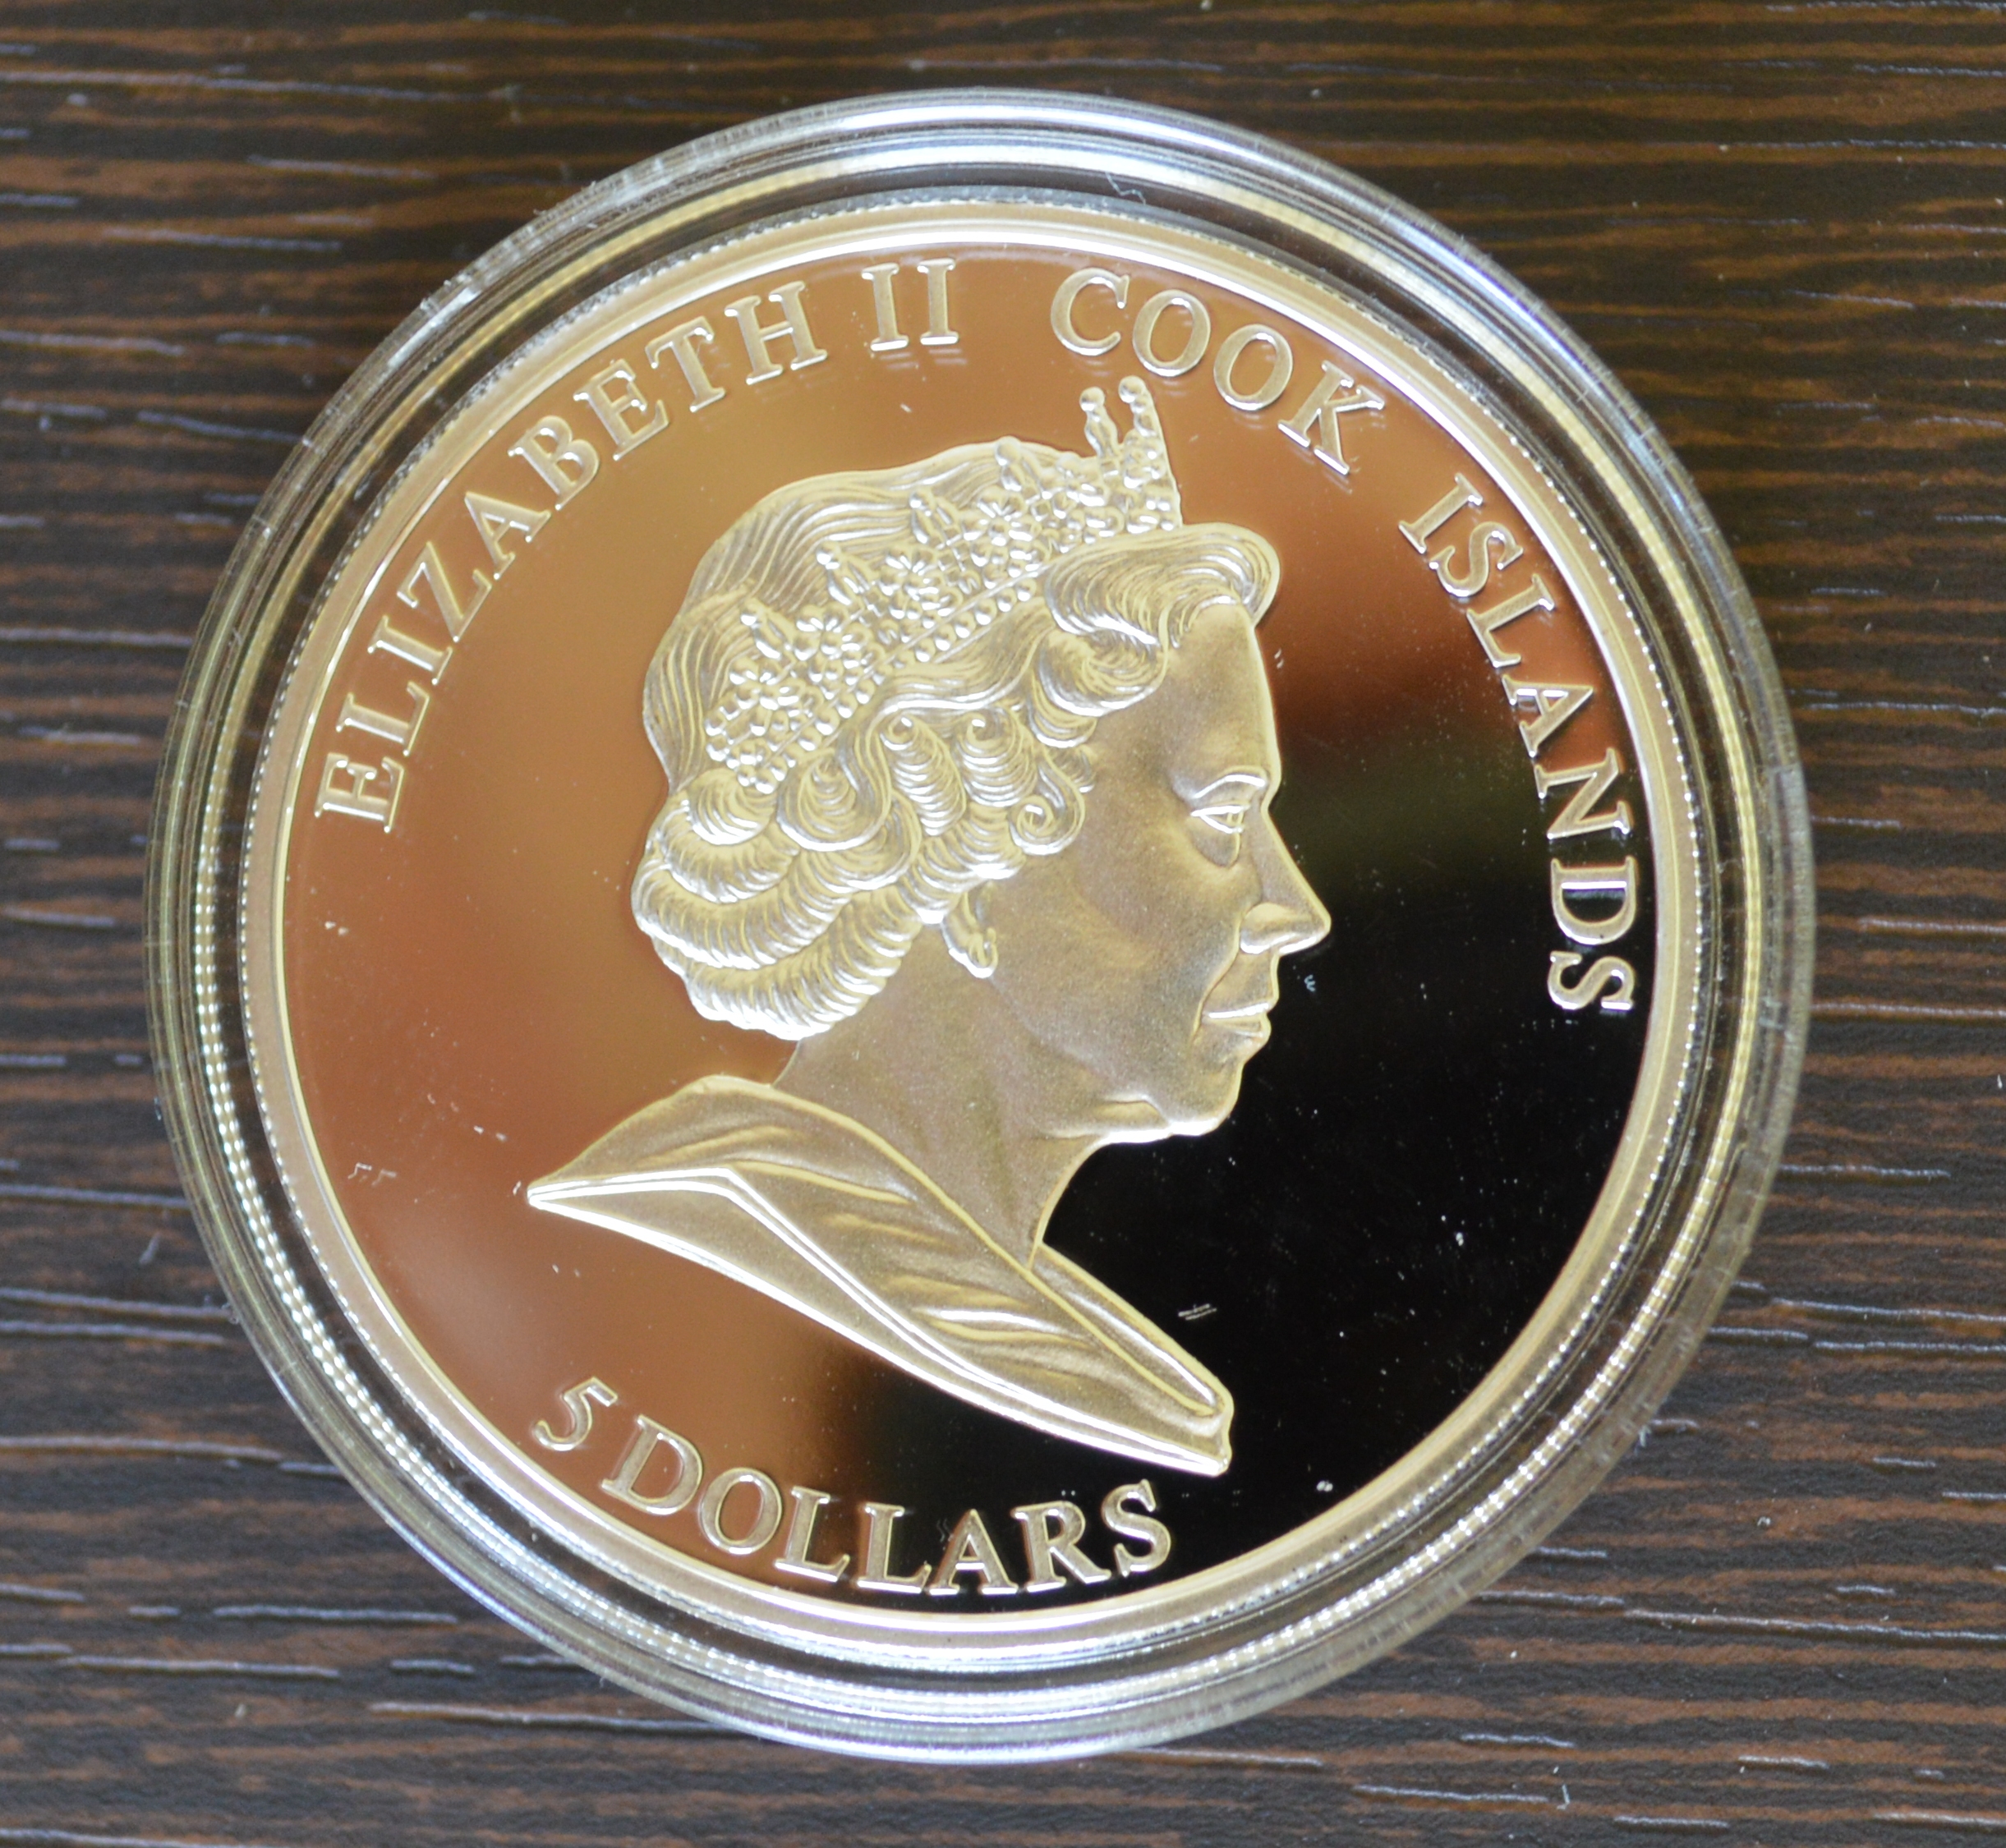 ELIZABETH II COOK ISLANDS
5 DOLLARS